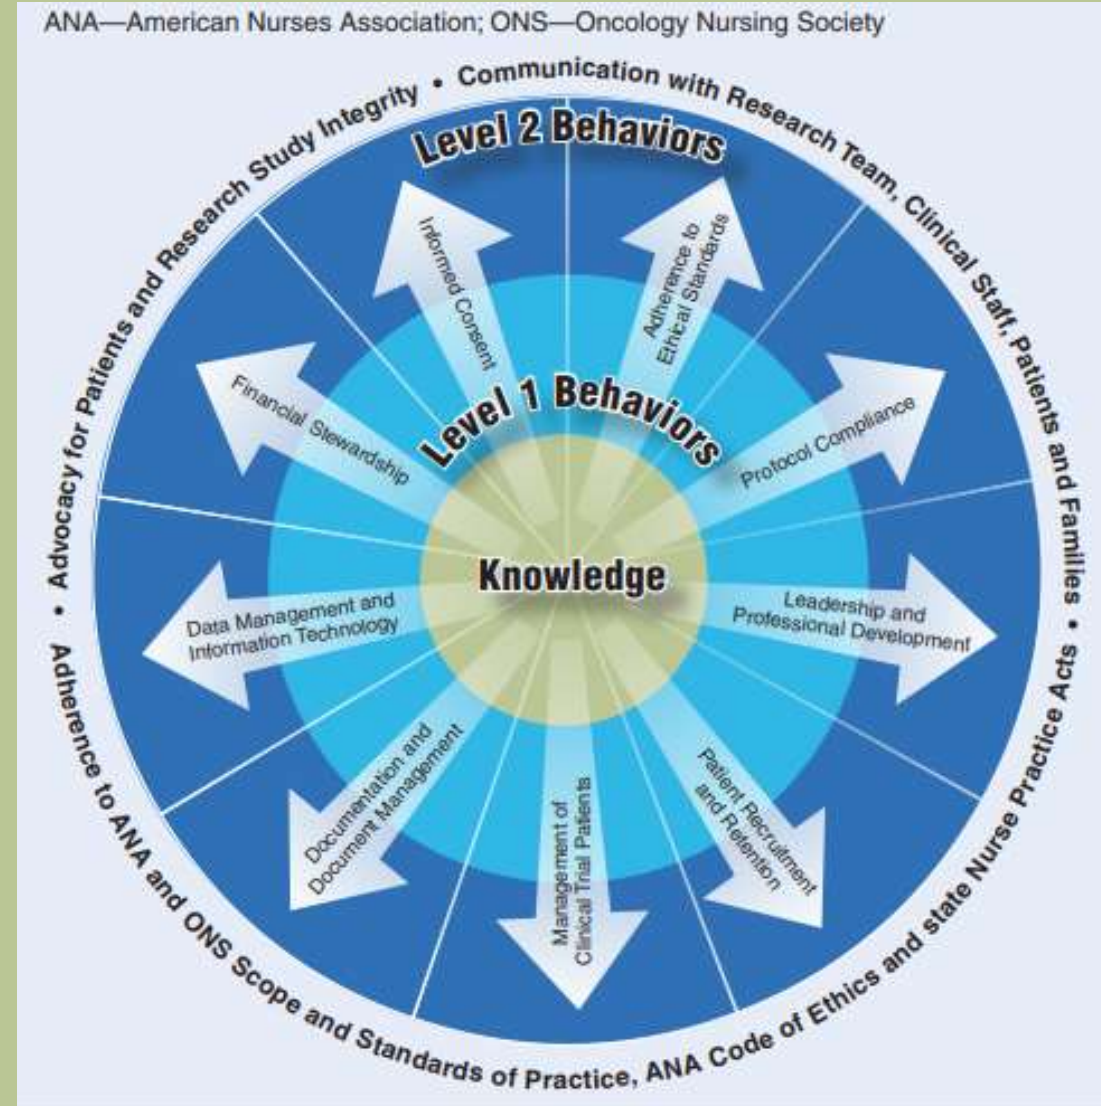 ANA—American Nurses Association; ONS—Oncology Nursing Society
• Communication with Research Team, Clinical Staff, Patients and Families
• Adherence to ANA and ONS Scope and Standards of Practice, ANA Code of Ethics and state Nurse Practice Acts
• Advocacy for Patients and Research Study Integrity
Level 2 Behaviors
Level 1 Behaviors
Knowledge
Adherence to
Ethical Standards
Protocol Compliance
Leadership and
Professional Development
Patient Recruitment
and Retention
Management of
Clinical Trial Patients
Documentation and
Document Management
Data Management and
Information Technology
Financial Stewardship
Informed Consent